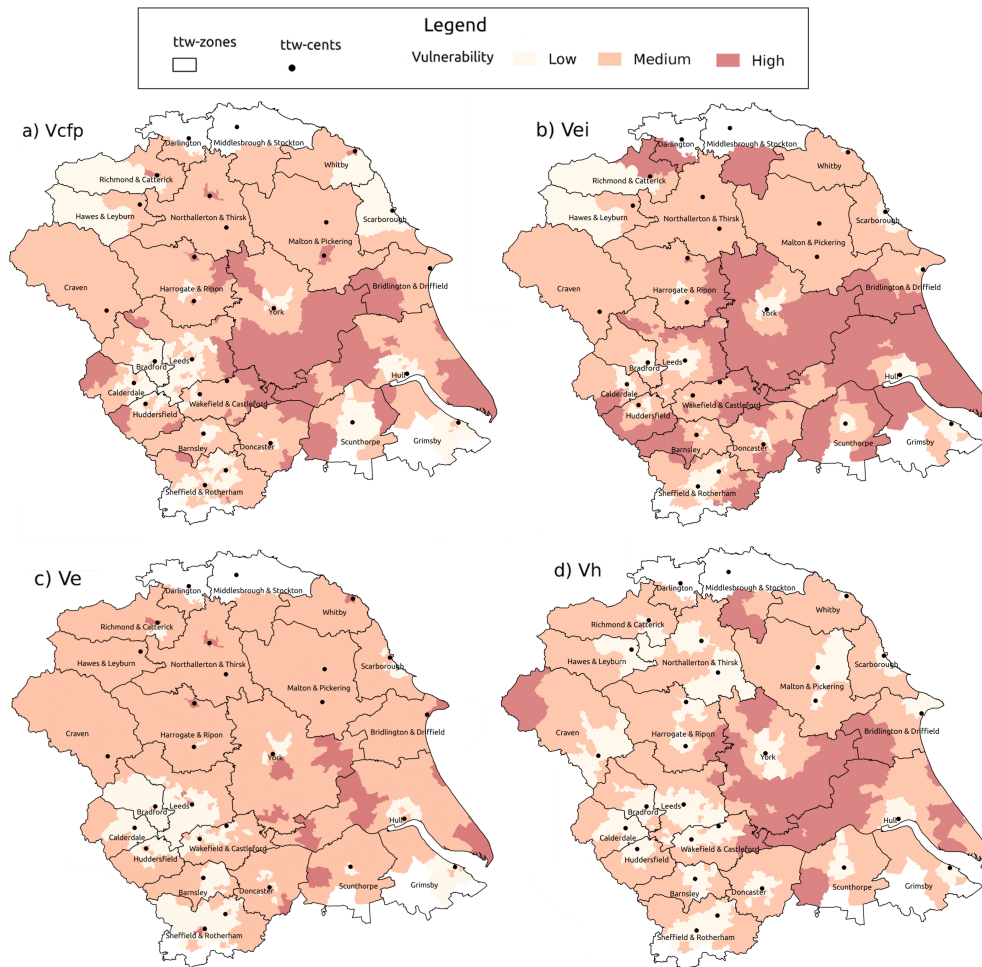 Legend
ttw-zones ttw-cents Vulnerability Low Medium High
a) Vcfp
Darlington Middlesbrough & Stockton
Whitby
Richmond & Catterick
Hawes & Leyburn
Northallerton & Thirsk
Scarborough
Malton & Pickering
Craven
Harrogate & Ripon
Bridlington & Driffield
York
Bradford
Leeds
Hull
Calderdale
Wakefield & Castleford
Huddersfield
Barnsley
Doncaster
Scunthorpe
Grimsby
Sheffield & Rotherham
b) Vei
Darlington Middlesbrough & Stockton
Whitby
Richmond & Catterick
Hawes & Leyburn
Northallerton & Thirsk
Scarborough
Malton & Pickering
Craven
Harrogate & Ripon
Bridlington & Driffield
York
Bradford
Leeds
Hull
Calderdale
Wakefield & Castleford
Huddersfield
Barnsley
Doncaster
Scunthorpe
Grimsby
Sheffield & Rotherham
c) Ve
Darlington Middlesbrough & Stockton
Whitby
Richmond & Catterick
Hawes & Leyburn
Northallerton & Thirsk
Scarborough
Malton & Pickering
Craven
Harrogate & Ripon
Bridlington & Driffield
York
Bradford
Leeds
Hull
Calderdale
Wakefield & Castleford
Huddersfield
Barnsley
Doncaster
Scunthorpe
Grimsby
Sheffield & Rotherham
d) Vh
Darlington Middlesbrough & Stockton
Whitby
Richmond & Catterick
Hawes & Leyburn
Northallerton & Thirsk
Scarborough
Malton & Pickering
Craven
Harrogate & Ripon
Bridlington & Driffield
York
Bradford
Leeds
Hull
Calderdale
Wakefield & Castleford
Huddersfield
Barnsley
Doncaster
Scunthorpe
Grimsby
Sheffield & Rotherham